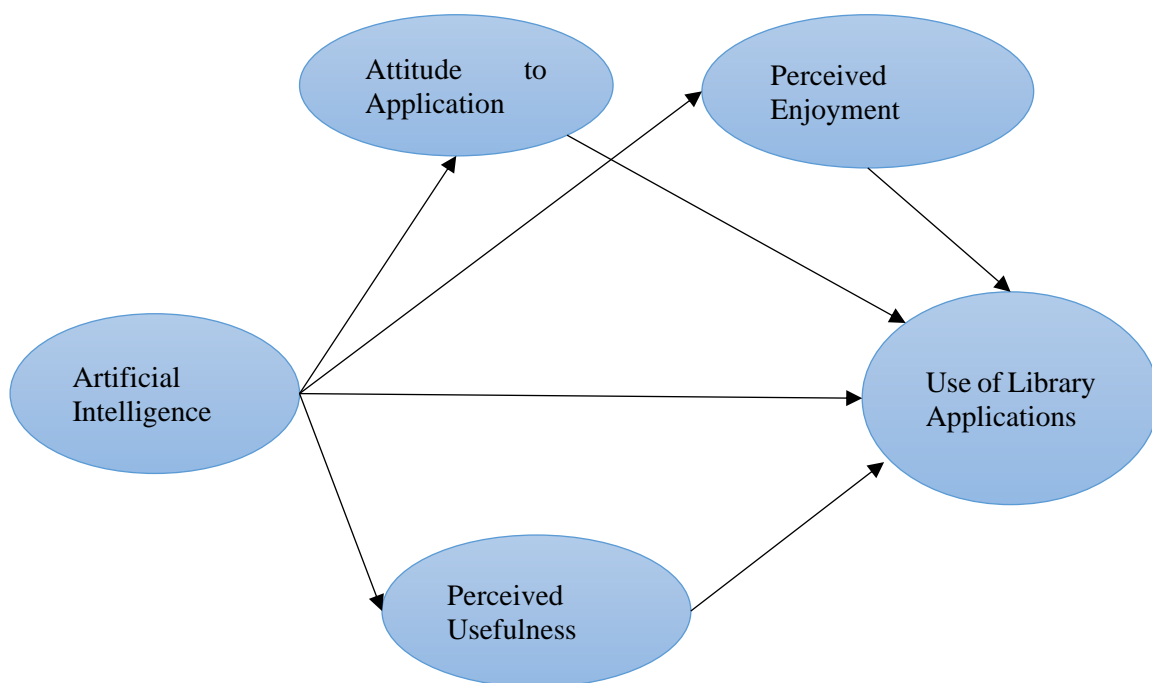 Attitude to
Application
Perceived
Enjoyment
Artificial
Intelligence
Use of Library
Applications
Perceived
Usefulness